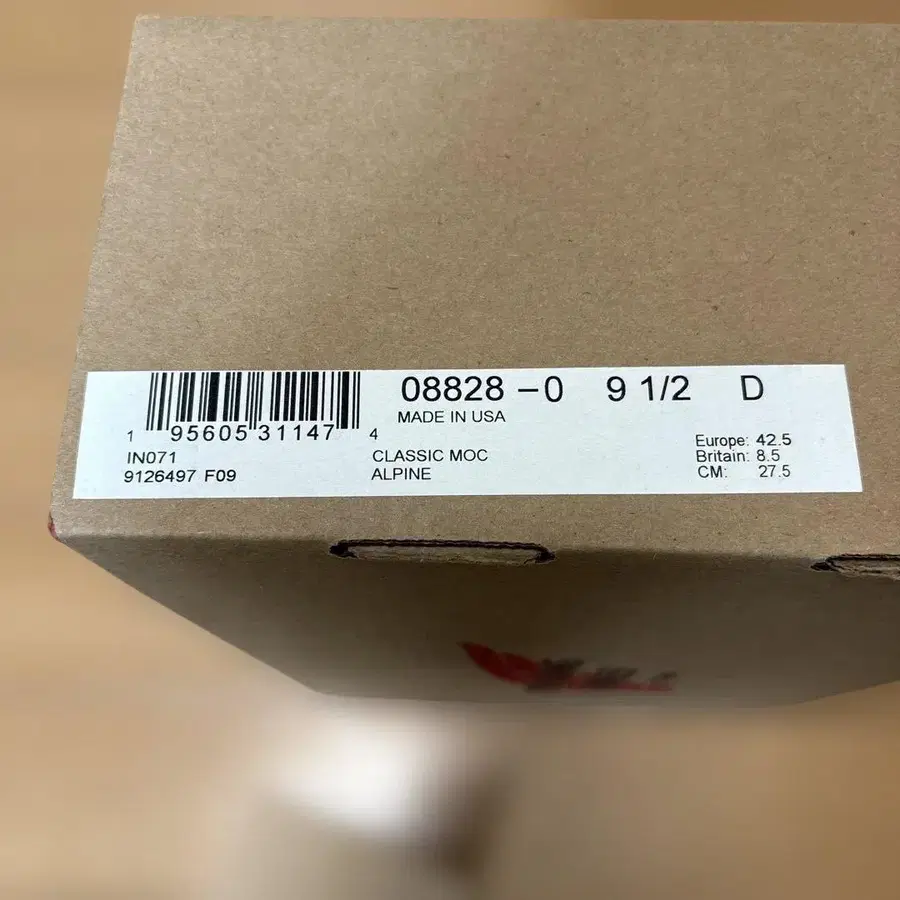 08828-0 9 1/2 D
MADE IN USA
1 95605 31147 4
IN071 CLASSIC MOC Europe: 42.5
9126497 F09 ALPINE Britain: 8.5
CM: 27.5